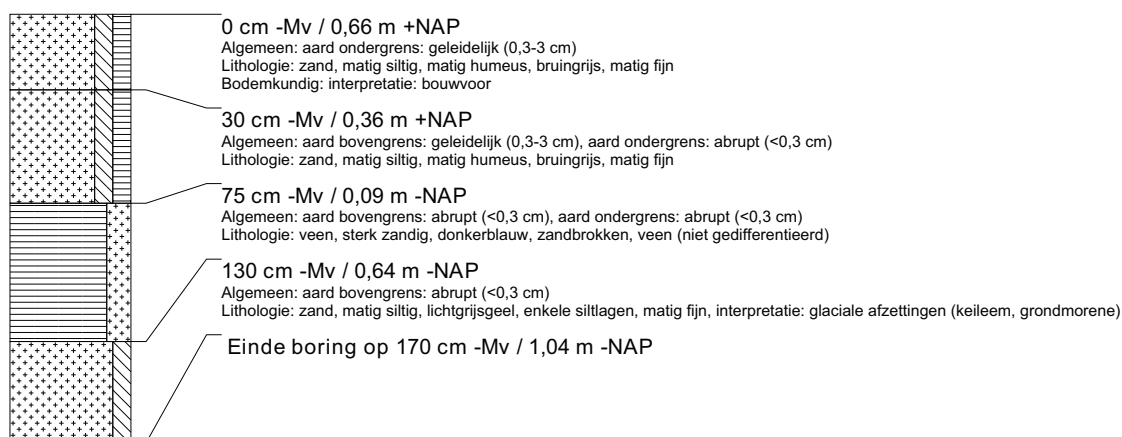 0 cm -Mv / 0,66 m +NAP
Algemeen: aard ondergrens: geleidelijk (0,3-3 cm)
Lithologie: zand, matig siltig, matig humeus, bruingrijs, matig fijn
Bodemkundig: interpretatie: bouwvoor
30 cm -Mv / 0,36 m +NAP
Algemeen: aard bovengrens: geleidelijk (0,3-3 cm), aard ondergrens: abrupt (<0,3 cm)
Lithologie: zand, matig siltig, matig humeus, bruingrijs, matig fijn
75 cm -Mv / 0,09 m -NAP
Algemeen: aard bovengrens: abrupt (<0,3 cm), aard ondergrens: abrupt (<0,3 cm)
Lithologie: veen, sterk zandig, donkerblauw, zandbrokken, veen (niet gedifferentieerd)
130 cm -Mv / 0,64 m -NAP
Algemeen: aard bovengrens: abrupt (<0,3 cm)
Lithologie: zand, matig siltig, lichtgrijsgeel, enkele siltlagen, matig fijn, interpretatie: glaciale afzettingen (keileem, grondmorene)
Einde boring op 170 cm -Mv / 1,04 m -NAP